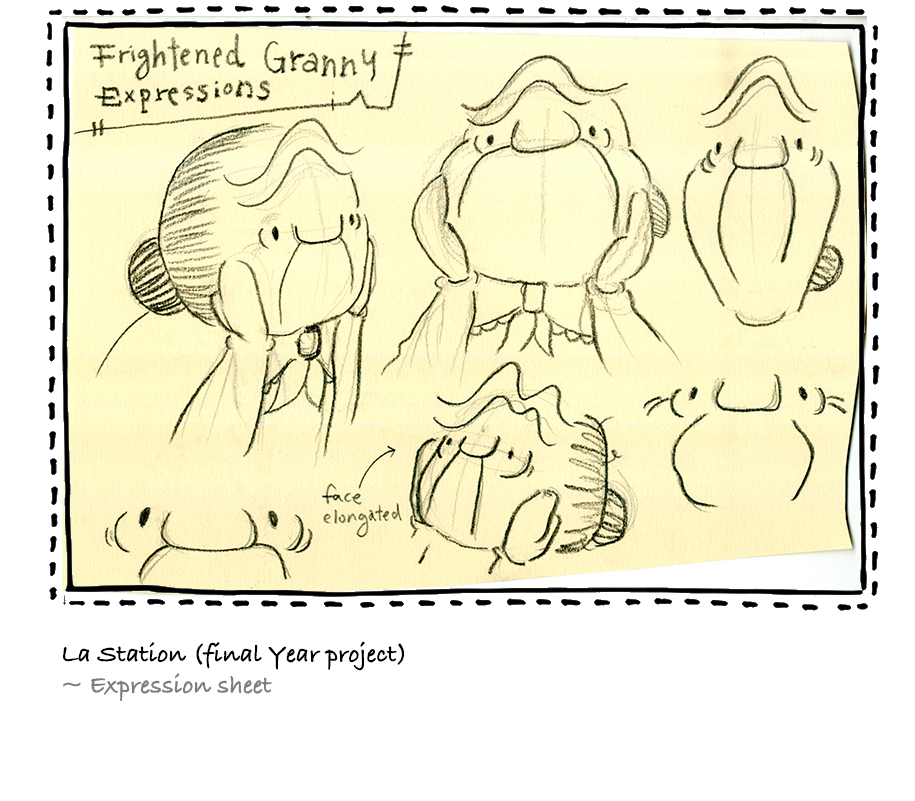 Frightened Granny
Expressions
face
elongated
La Station (final Year project)
~ Expression sheet